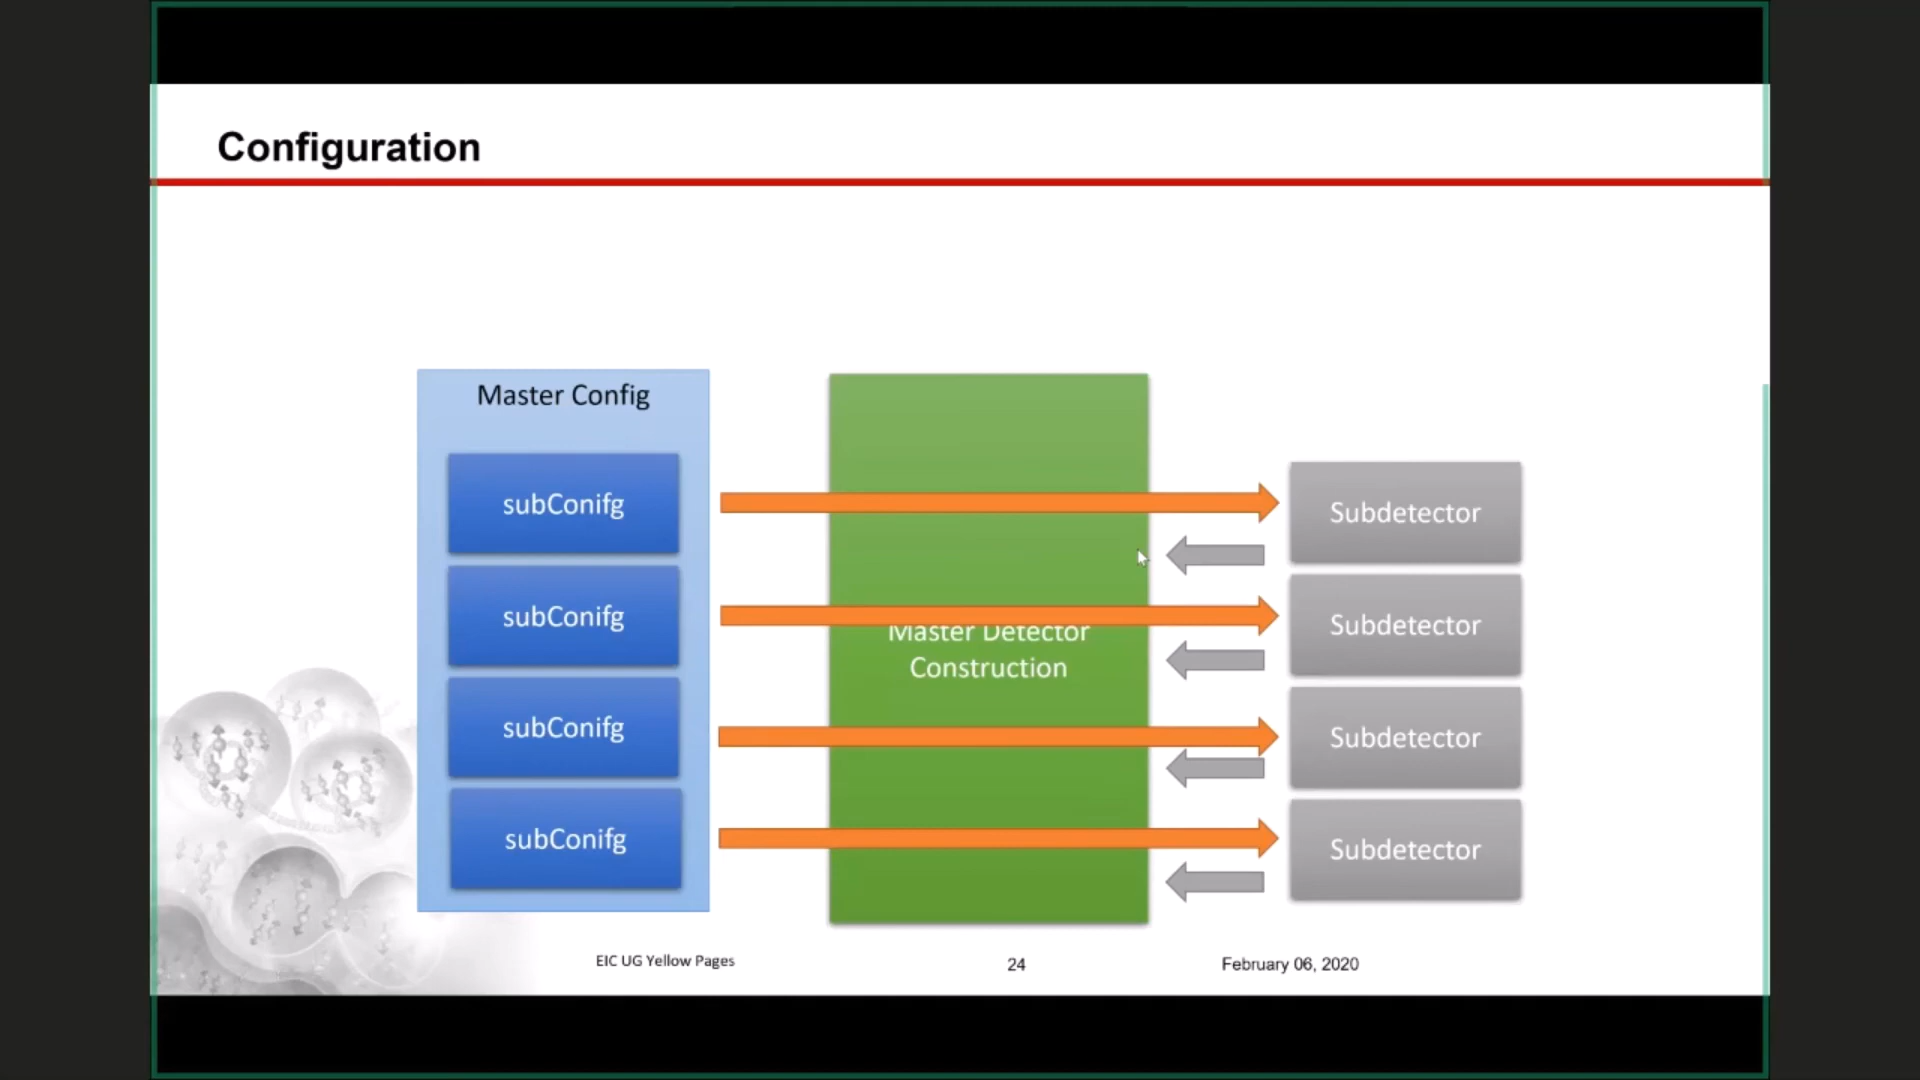 Configuration
Master Config
subConifg
subConifg
subConifg
subConifg
Master Detector
Construction
Subdetector
Subdetector
Subdetector
Subdetector
EIC UG Yellow Pages
24
February 06, 2020